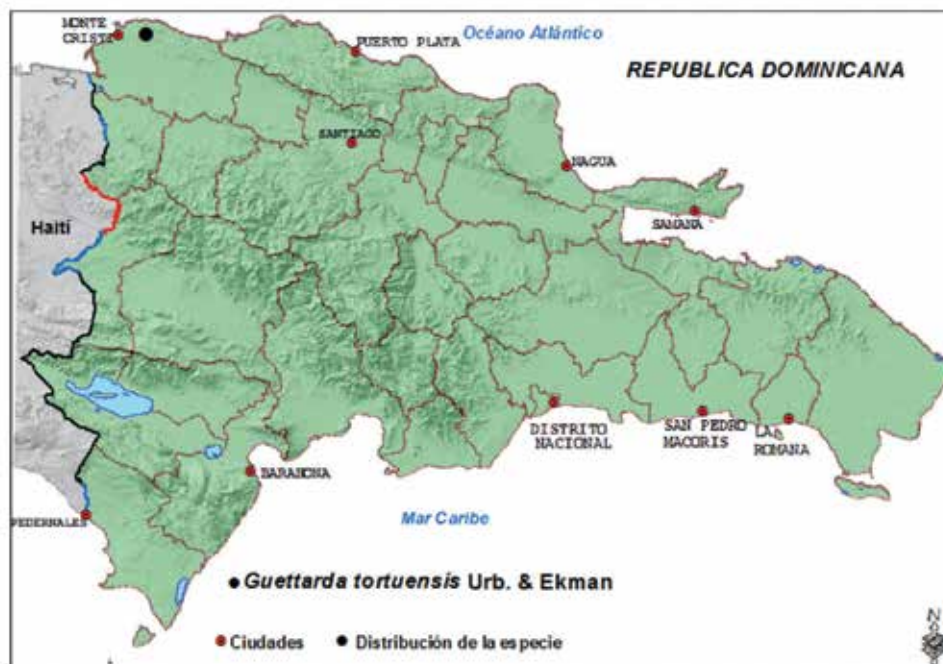 MONTE
CRISTI
PUERTO PLATA
Océano Atlántico
REPUBLICA DOMINICANA
SANTIAGO
NAGUA
SAMANA
Haití
DISTRITO
NACIONAL
SAN PEDRO
MACORIS
LA
ROMANA
BARAHONA
PEDERNALES
Mar Caribe
Guettarda tortuensis Urb. & Ekman
Ciudades
Distribución de la especie
N